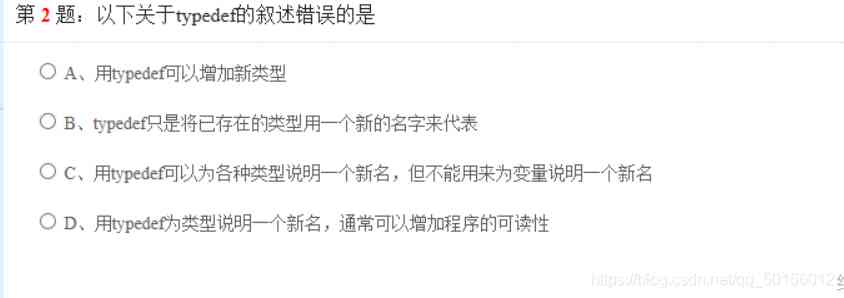 第 2 题：以下关于typedef的叙述错误的是
A、用typedef可以增加新类型
B、typedef只是将已存在的类型用一个新的名字来代表
C、用typedef可以为各种类型说明一个新名，但不能用来为变量说明一个新名
D、用typedef为类型说明一个新名，通常可以增加程序的可读性
https://blog.csdn.net/qq_50156012